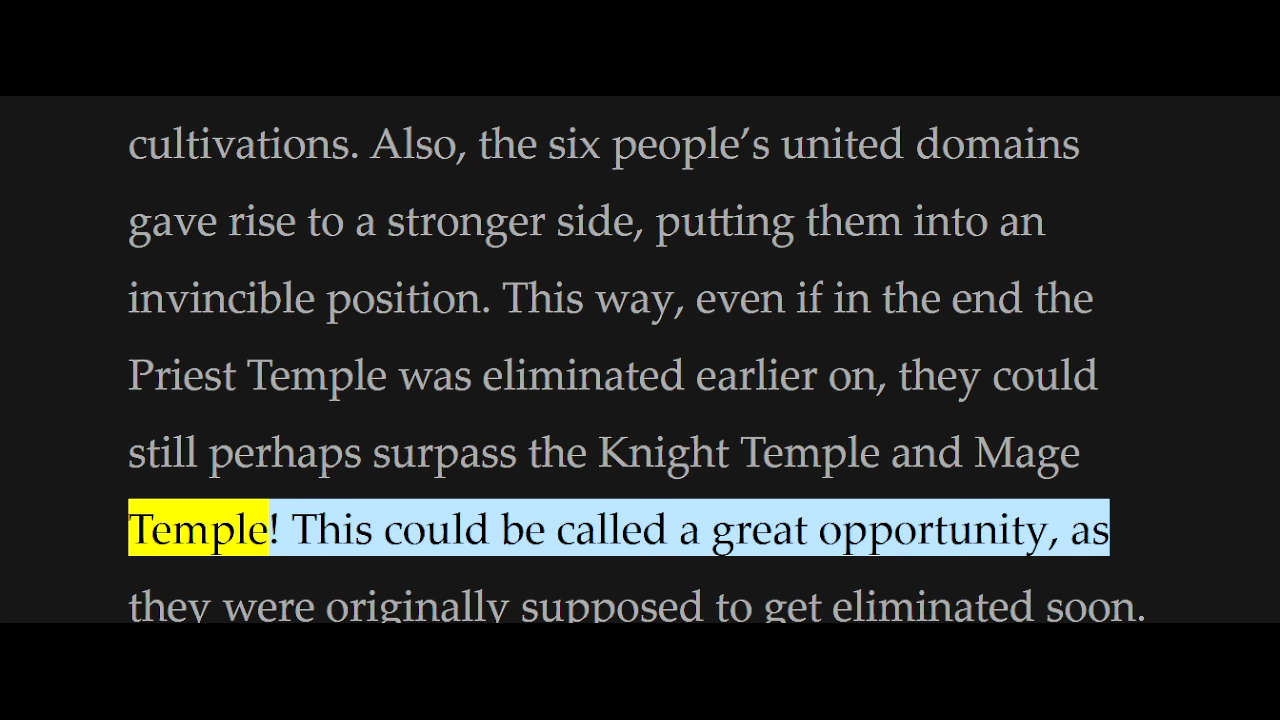 cultivations. Also, the six people’s united domains
gave rise to a stronger side, putting them into an
invincible position. This way, even if in the end the
Priest Temple was eliminated earlier on, they could
still perhaps surpass the Knight Temple and Mage
Temple! This could be called a great opportunity, as
they were originally supposed to get eliminated soon.